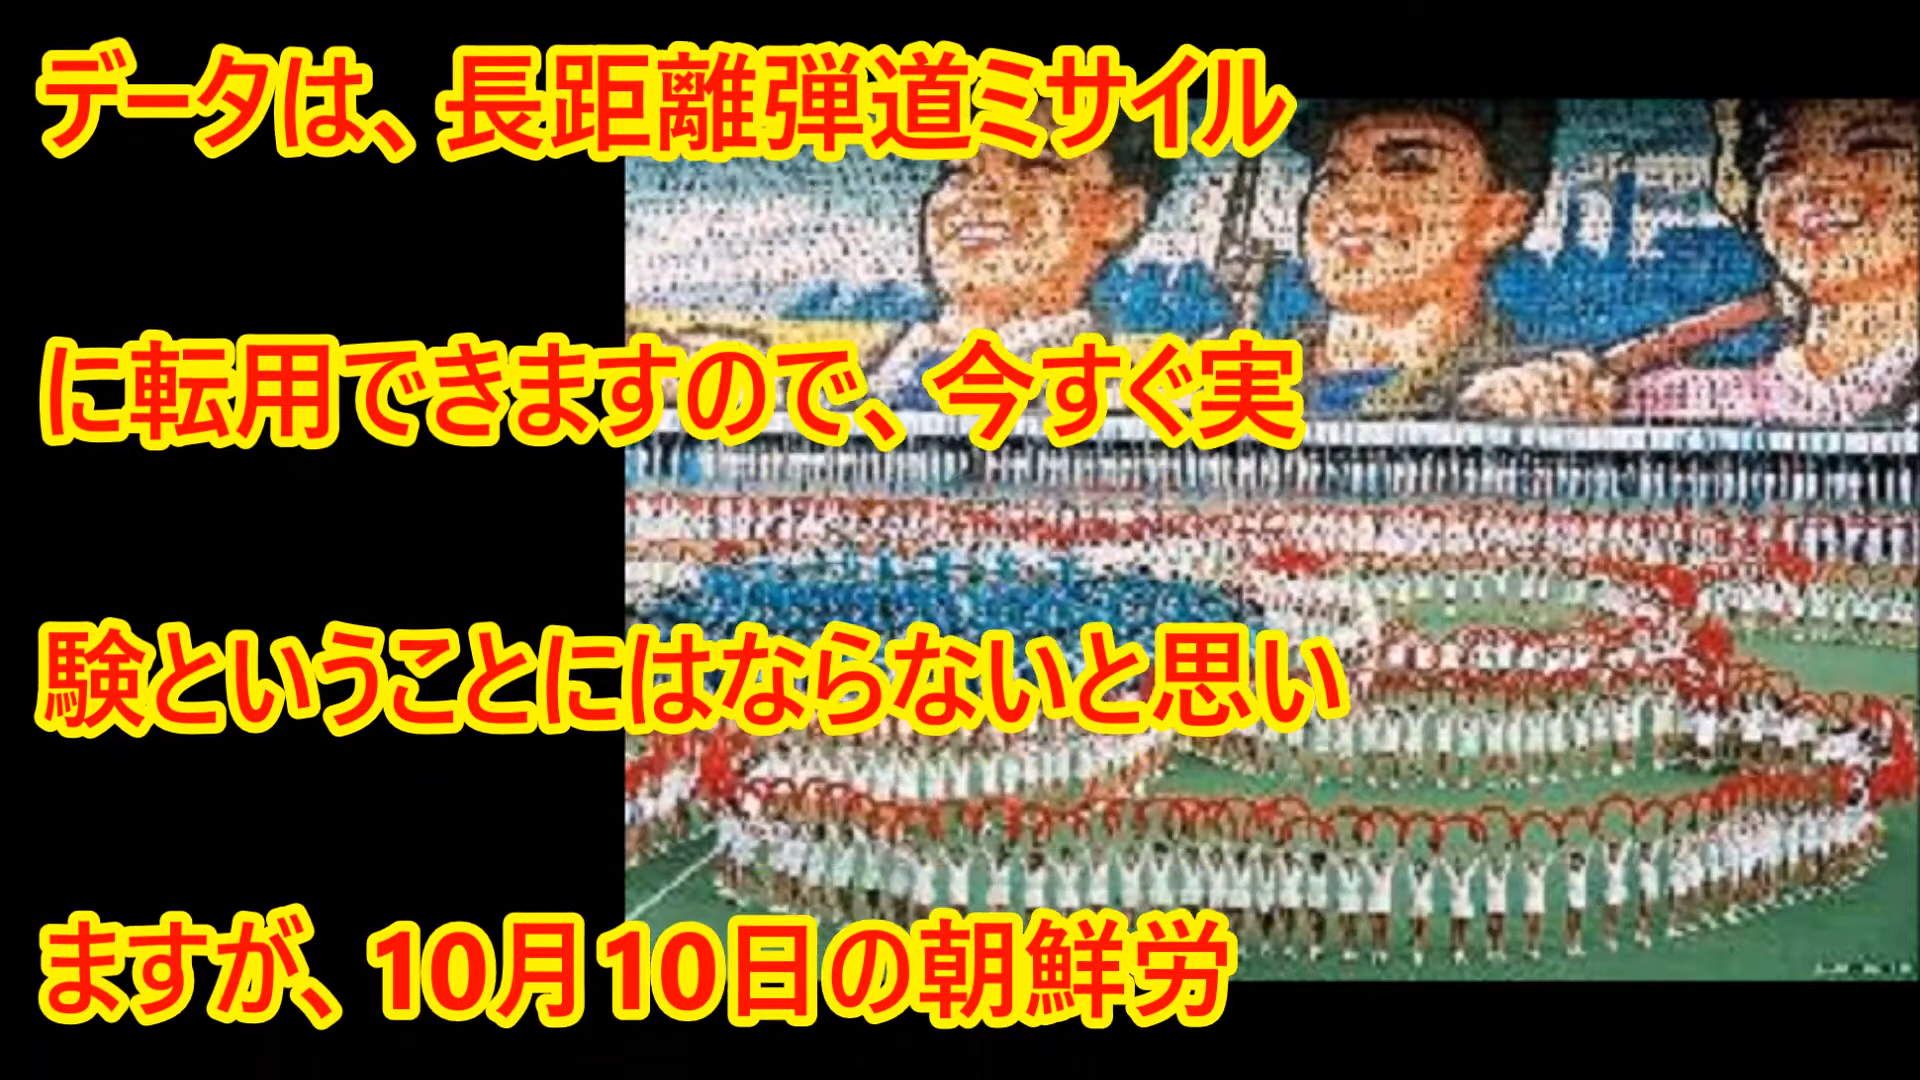 データは、長距離弾道ミサイル
に転用できますので、今すぐ実
験ということにはならないと思い
ますが、10月10日の朝鮮労